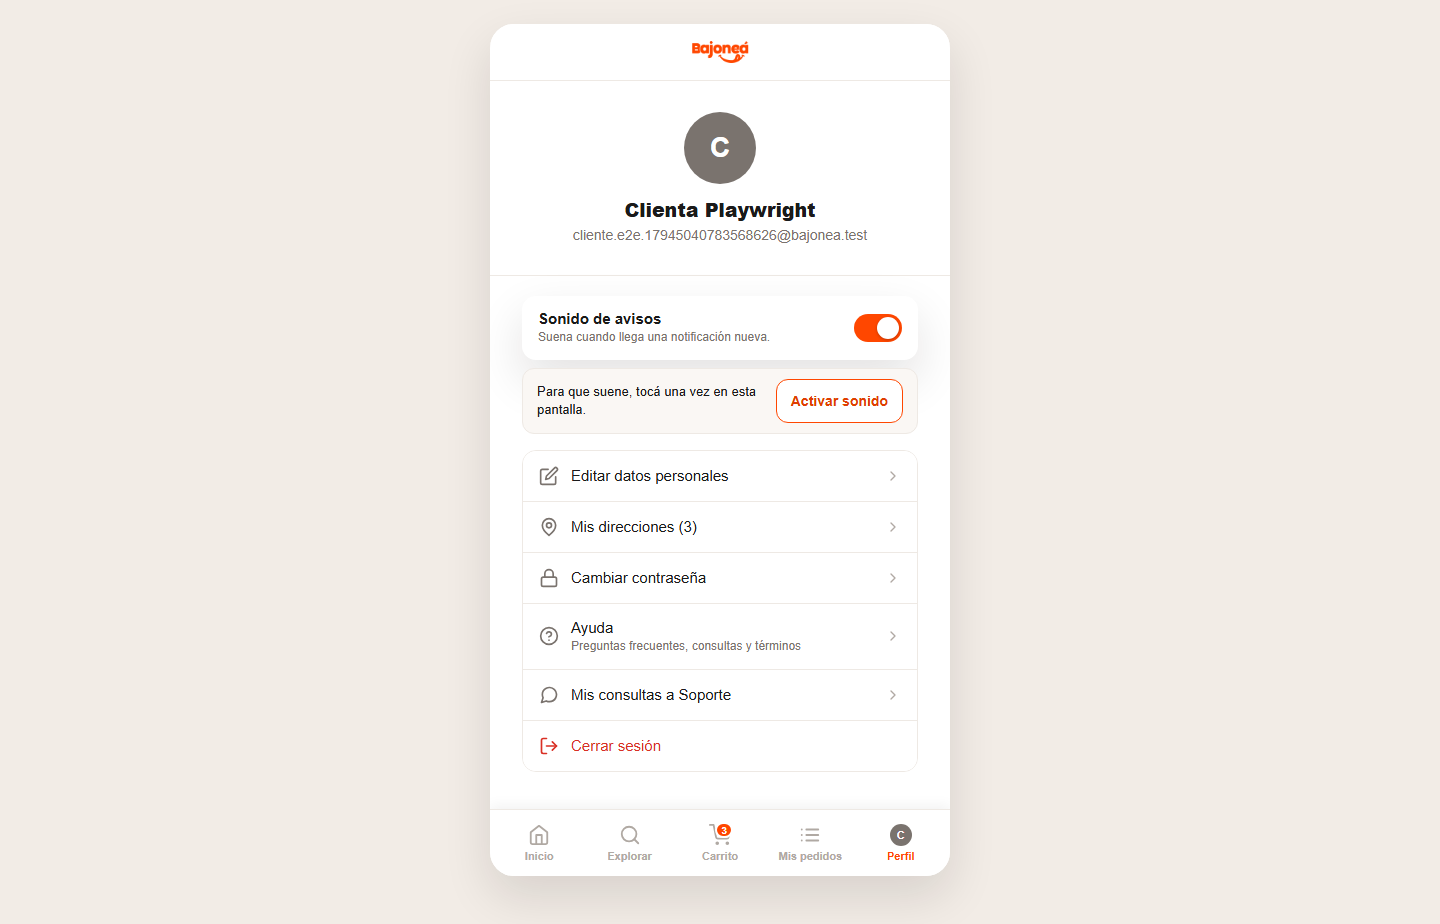 Bajoneá
C
Clienta Playwright
cliente.e2e.17945040783568626@bajonea.test
Sonido de avisos
Suena cuando llega una notificación nueva.
Para que suene, tocá una vez en esta
pantalla.
Activar sonido
Editar datos personales
Mis direcciones (3)
Cambiar contraseña
Ayuda
Preguntas frecuentes, consultas y términos
Mis consultas a Soporte
Cerrar sesión
3
C
Inicio
Explorar
Carrito
Mis pedidos
Perfil